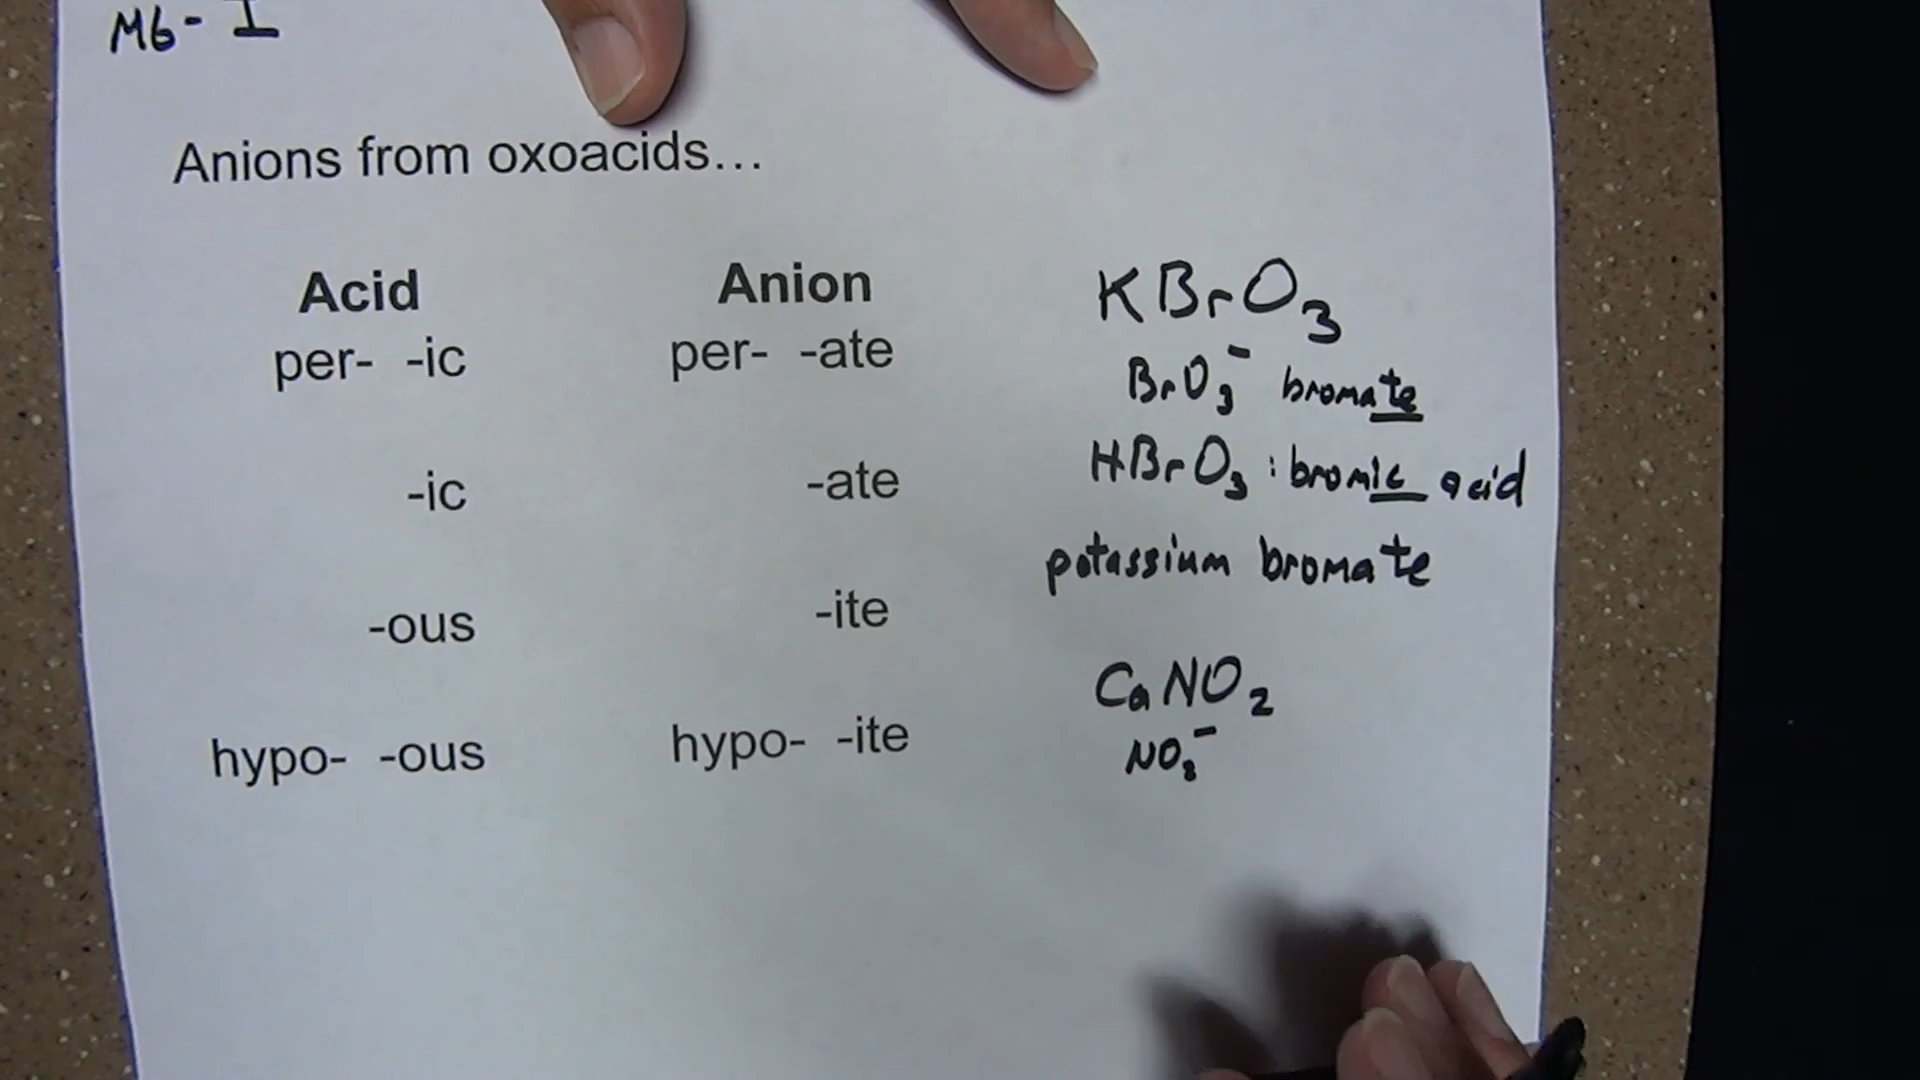 M6- I
Anions from oxoacids...
Acid Anion
per- -ic per- -ate
-ic -ate
-ous -ite
hypo- -ous hypo- -ite
KBrO₃
BrO₃⁻ bromate
HBrO₃ : bromic acid
potassium bromate
CaNO₂
NO₂⁻